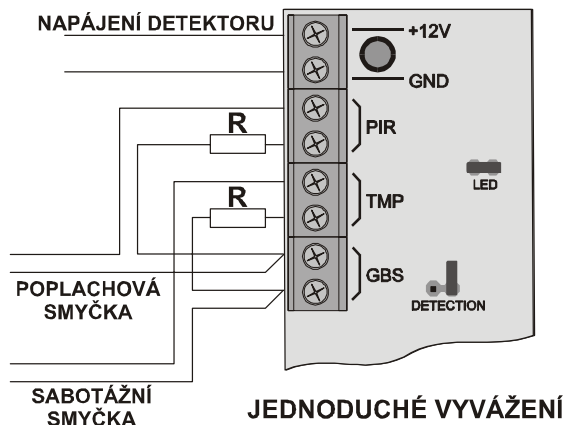 NAPÁJENÍ DETEKTORU
+12V
GND
R
PIR
LED
R
TMP
GBS
DETECTION
POPLACHOVÁ
SMYČKA
SABOTÁŽNÍ
SMYČKA
JEDNODUCHÉ VYVÁŽENÍ